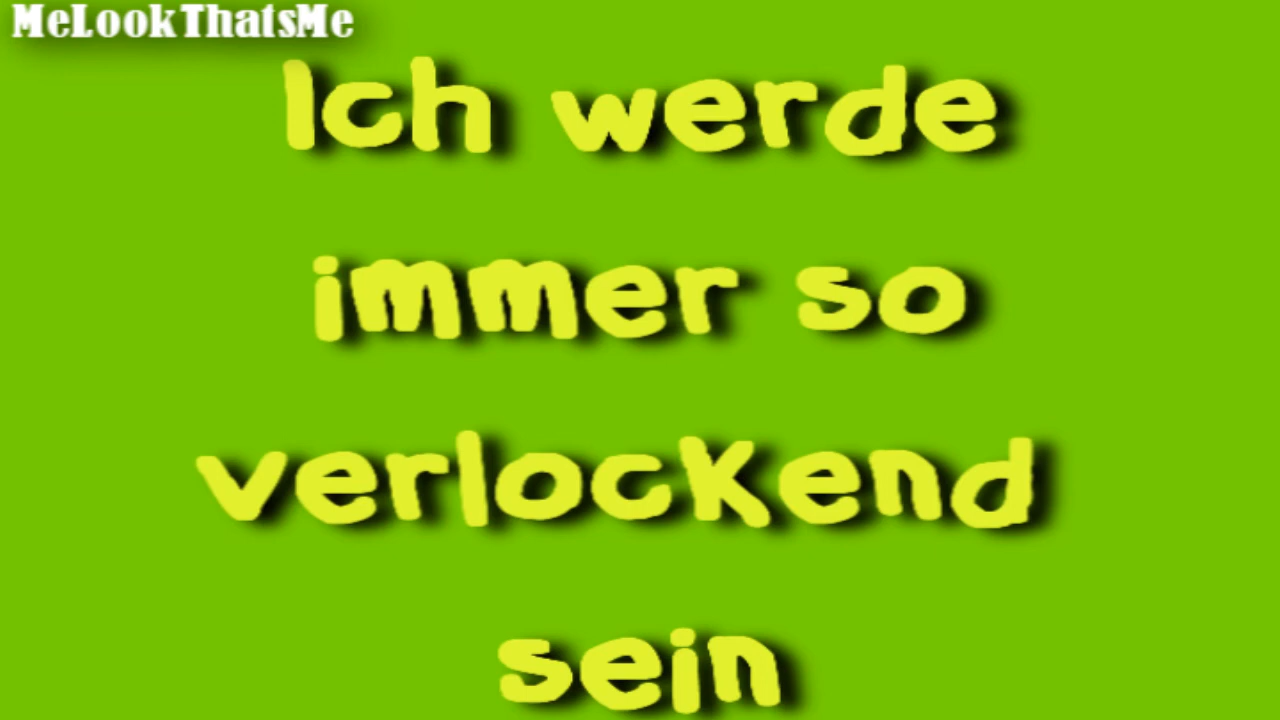 MeLookThatsMe
Ich werde
immer so
verlockend
sein